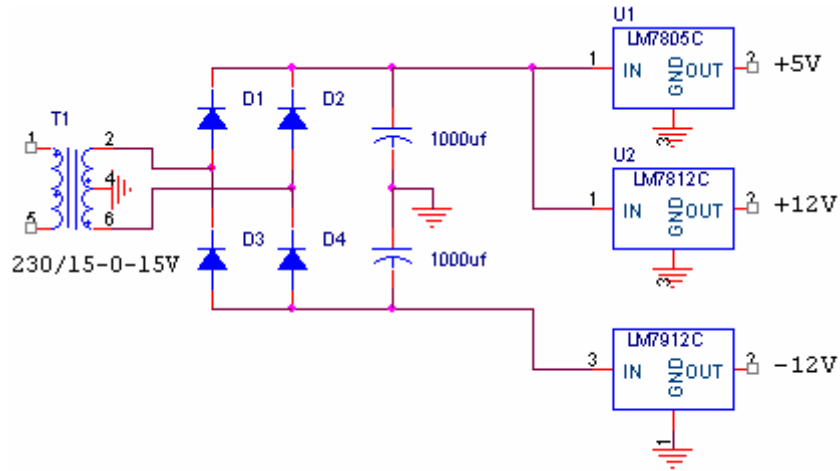 U1
LM7805C
1
IN
GND
OUT
2
+5V
3
D1
D2
T1
1
2
1000uf
4
5
6
U2
LM7812C
1
IN
GND
OUT
2
+12V
3
D3
D4
230/15-0-15V
1000uf
LM7912C
3
IN
GND
OUT
2
-12V
1